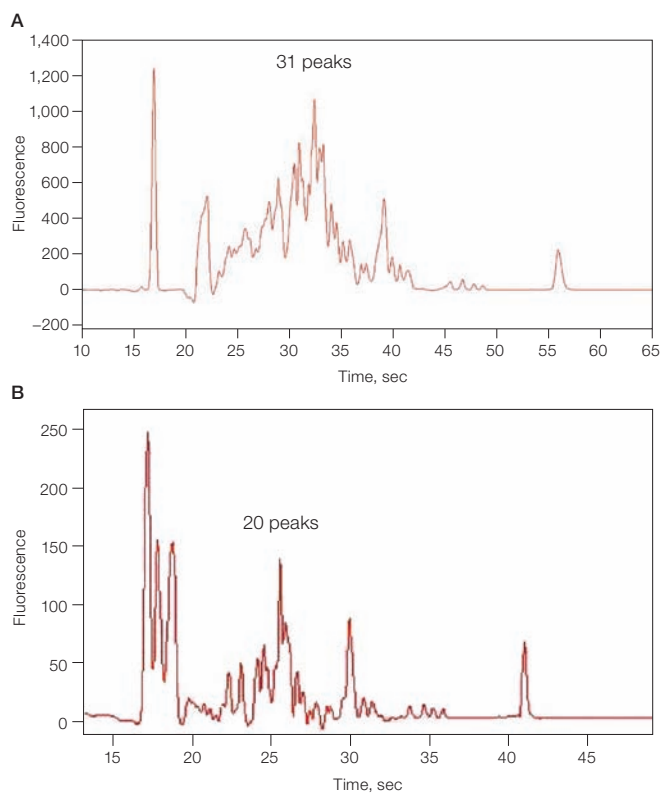 A
1,400
1,200
1,000
800
600
400
200
0
–200
Fluorescence
31 peaks
10 15 20 25 30 35 40 45 50 55 60 65
Time, sec
B
250
200
150
100
50
0
Fluorescence
20 peaks
15 20 25 30 35 40 45
Time, sec